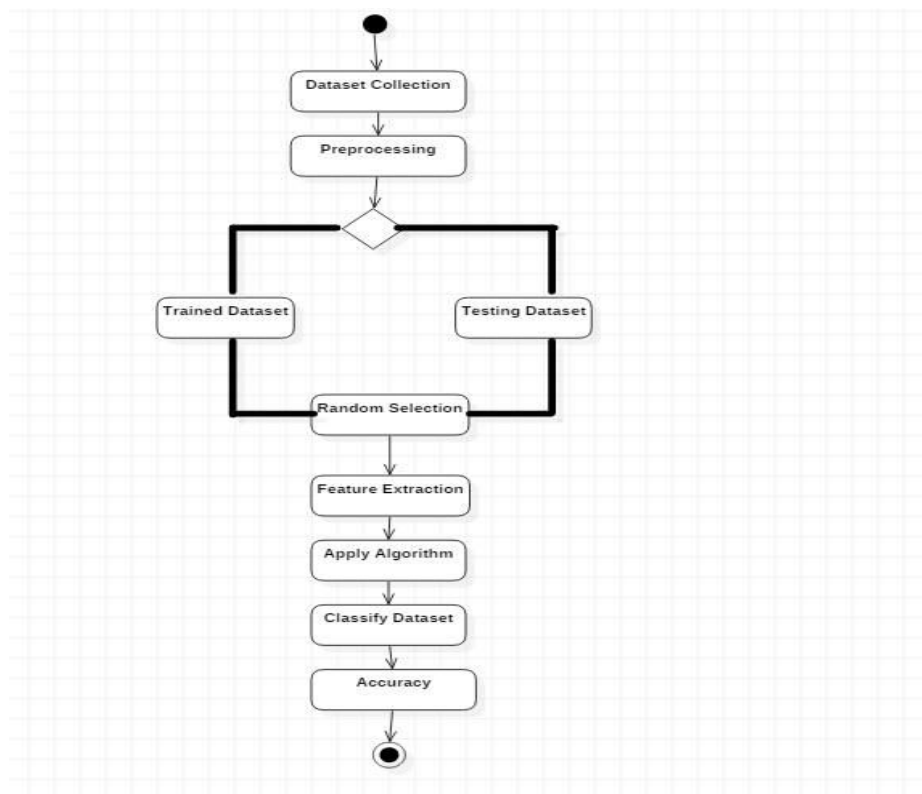 Dataset Collection
Preprocessing
Trained Dataset
Testing Dataset
Random Selection
Feature Extraction
Apply Algorithm
Classify Dataset
Accuracy